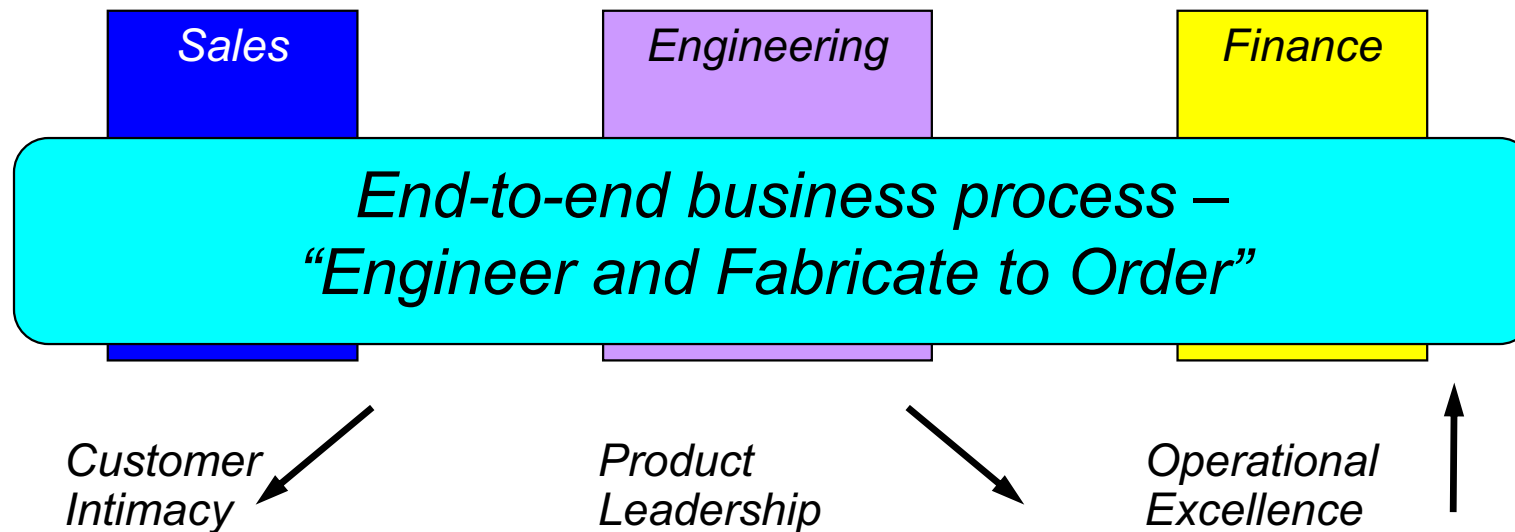 Sales
Engineering
Finance
End-to-end business process –
“Engineer and Fabricate to Order”
Customer
Intimacy
Product
Leadership
Operational
Excellence